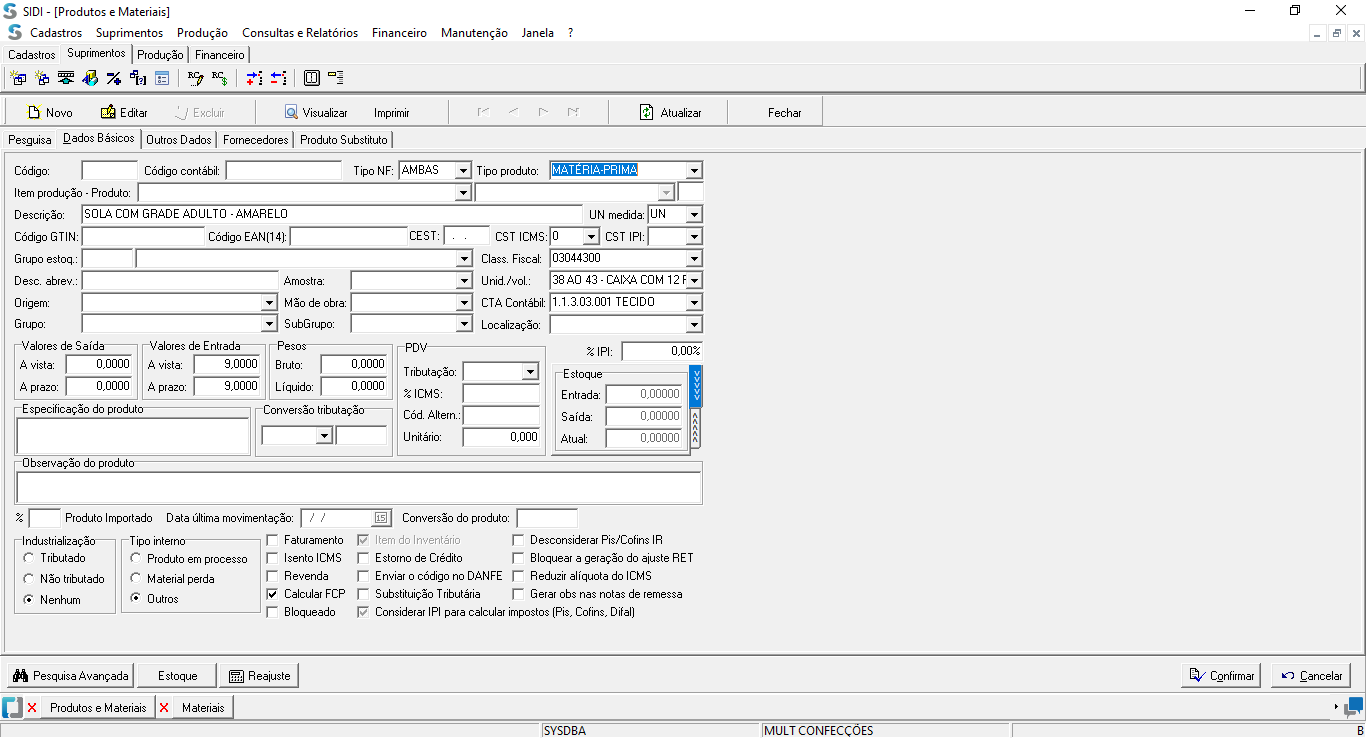 SIDI - [Produtos e Materiais]
Cadastros Suprimentos Produção Consultas e Relatórios Financeiro Manutenção Janela ?
Cadastros Suprimentos Produção Financeiro
Novo Editar Excluir Visualizar Imprimir Atualizar Fechar
Pesquisa Dados Básicos Outros Dados Fornecedores Produto Substituto
Código: Código contábil: Tipo NF: AMBAS Tipo produto: MATÉRIA-PRIMA
Item produção - Produto:
Descrição: SOLA COM GRADE ADULTO - AMARELO UN medida: UN
Código GTIN: Código EAN(14): CEST: . . CST ICMS: 0 CST IPI:
Grupo estoq.: Class. Fiscal: 03044300
Desc. abrev.: Amostra: Unid./vol.: 38 AO 43 - CAIXA COM 12 F
Origem: Mão de obra: CTA Contábil: 1.1.3.03.001 TECIDO
Grupo: SubGrupo: Localização:
Valores de Saída Valores de Entrada Pesos PDV % IPI: 0,00%
A vista: 0,0000 A vista: 9,0000 Bruto: 0,0000 Tributação: Estoque
A prazo: 0,0000 A prazo: 9,0000 Líquido: 0,0000 % ICMS: Entrada: 0,00000
Especificação do produto Conversão tributação Cód. Altern.: Saída: 0,00000
Unitário: 0,000 Atual: 0,00000
Observação do produto
% Produto Importado Data última movimentação: / / 15 Conversão do produto:
Industrialização Tipo interno Faturamento Item do Inventário Desconsiderar Pis/Cofins IR
Tributado Produto em processo Isento ICMS Estorno de Crédito Bloquear a geração do ajuste RET
Não tributado Material perda Revenda Enviar o código no DANFE Reduzir alíquota do ICMS
Nenhum Outros Calcular FCP Substituição Tributária Gerar obs nas notas de remessa
Bloqueado Considerar IPI para calcular impostos (Pis, Cofins, Difal)
Pesquisa Avançada Estoque Reajuste Confirmar Cancelar
Produtos e Materiais Materiais
SYSDBA MULT CONFECÇÕES B